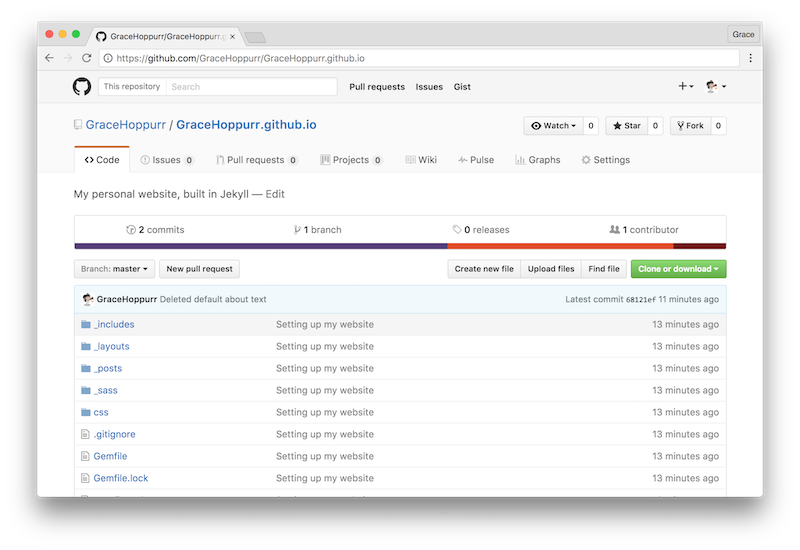 GraceHoppurr/GraceHoppurr.g
Grace
https://github.com/GraceHoppurr/GraceHoppurr.github.io
This repository Search Pull requests Issues Gist
GraceHoppurr / GraceHoppurr.github.io Watch 0 Star 0 Fork 0
Code Issues 0 Pull requests 0 Projects 0 Wiki Pulse Graphs Settings
My personal website, built in Jekyll — Edit
2 commits 1 branch 0 releases 1 contributor
Branch: master New pull request Create new file Upload files Find file Clone or download
GraceHoppurr Deleted default about text Latest commit 68121ef 11 minutes ago
_includes Setting up my website 13 minutes ago
_layouts Setting up my website 13 minutes ago
_posts Setting up my website 13 minutes ago
_sass Setting up my website 13 minutes ago
css Setting up my website 13 minutes ago
.gitignore Setting up my website 13 minutes ago
Gemfile Setting up my website 13 minutes ago
Gemfile.lock Setting up my website 13 minutes ago